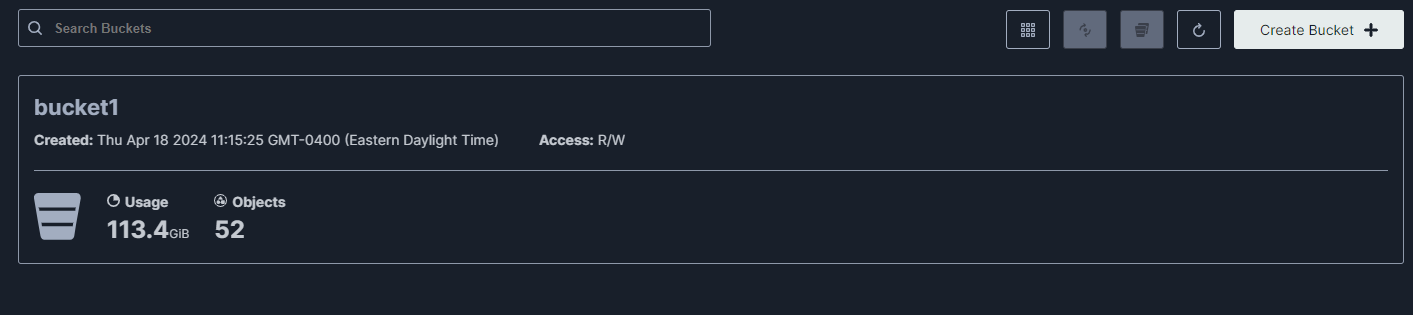 Search Buckets
Create Bucket
bucket1
Created: Thu Apr 18 2024 11:15:25 GMT-0400 (Eastern Daylight Time) Access: R/W
Usage Objects
113.4GiB 52